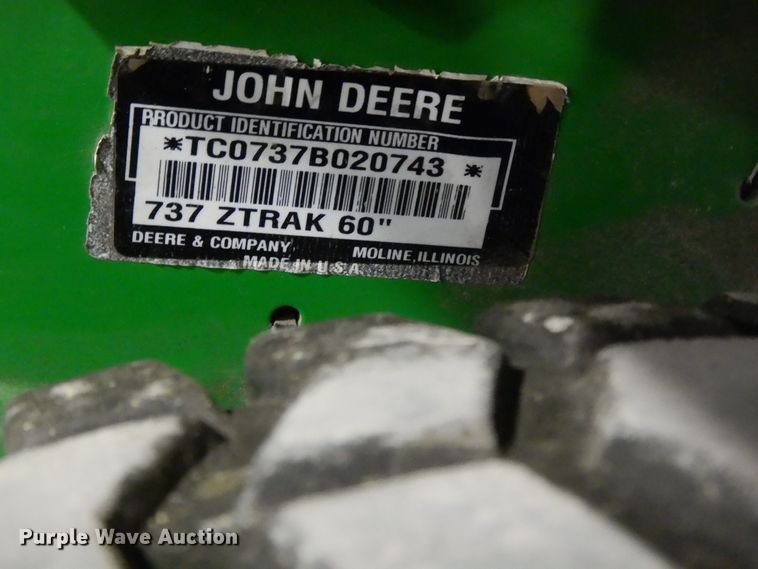 JOHN DEERE
PRODUCT IDENTIFICATION NUMBER
*TC0737B020743 *
737 ZTRAK 60"
DEERE & COMPANY MOLINE, ILLINOIS
MADE IN U.S.A.
Purple Wave Auction